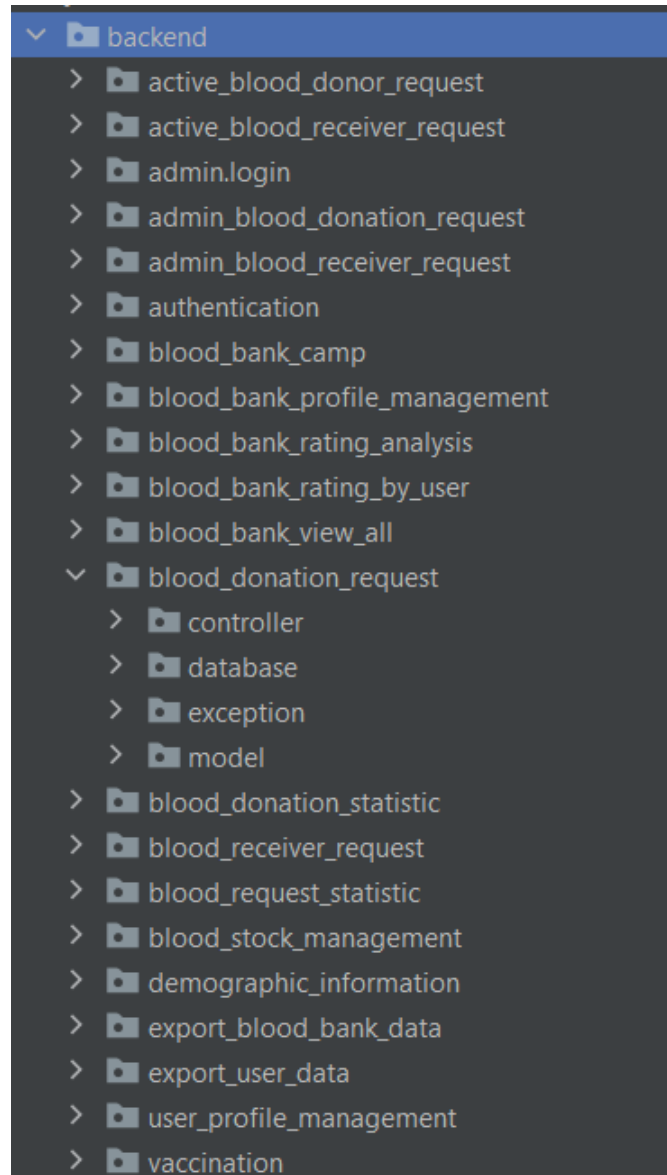 backend
active_blood_donor_request
active_blood_receiver_request
admin.login
admin_blood_donation_request
admin_blood_receiver_request
authentication
blood_bank_camp
blood_bank_profile_management
blood_bank_rating_analysis
blood_bank_rating_by_user
blood_bank_view_all
blood_donation_request
controller
database
exception
model
blood_donation_statistic
blood_receiver_request
blood_request_statistic
blood_stock_management
demographic_information
export_blood_bank_data
export_user_data
user_profile_management
vaccination